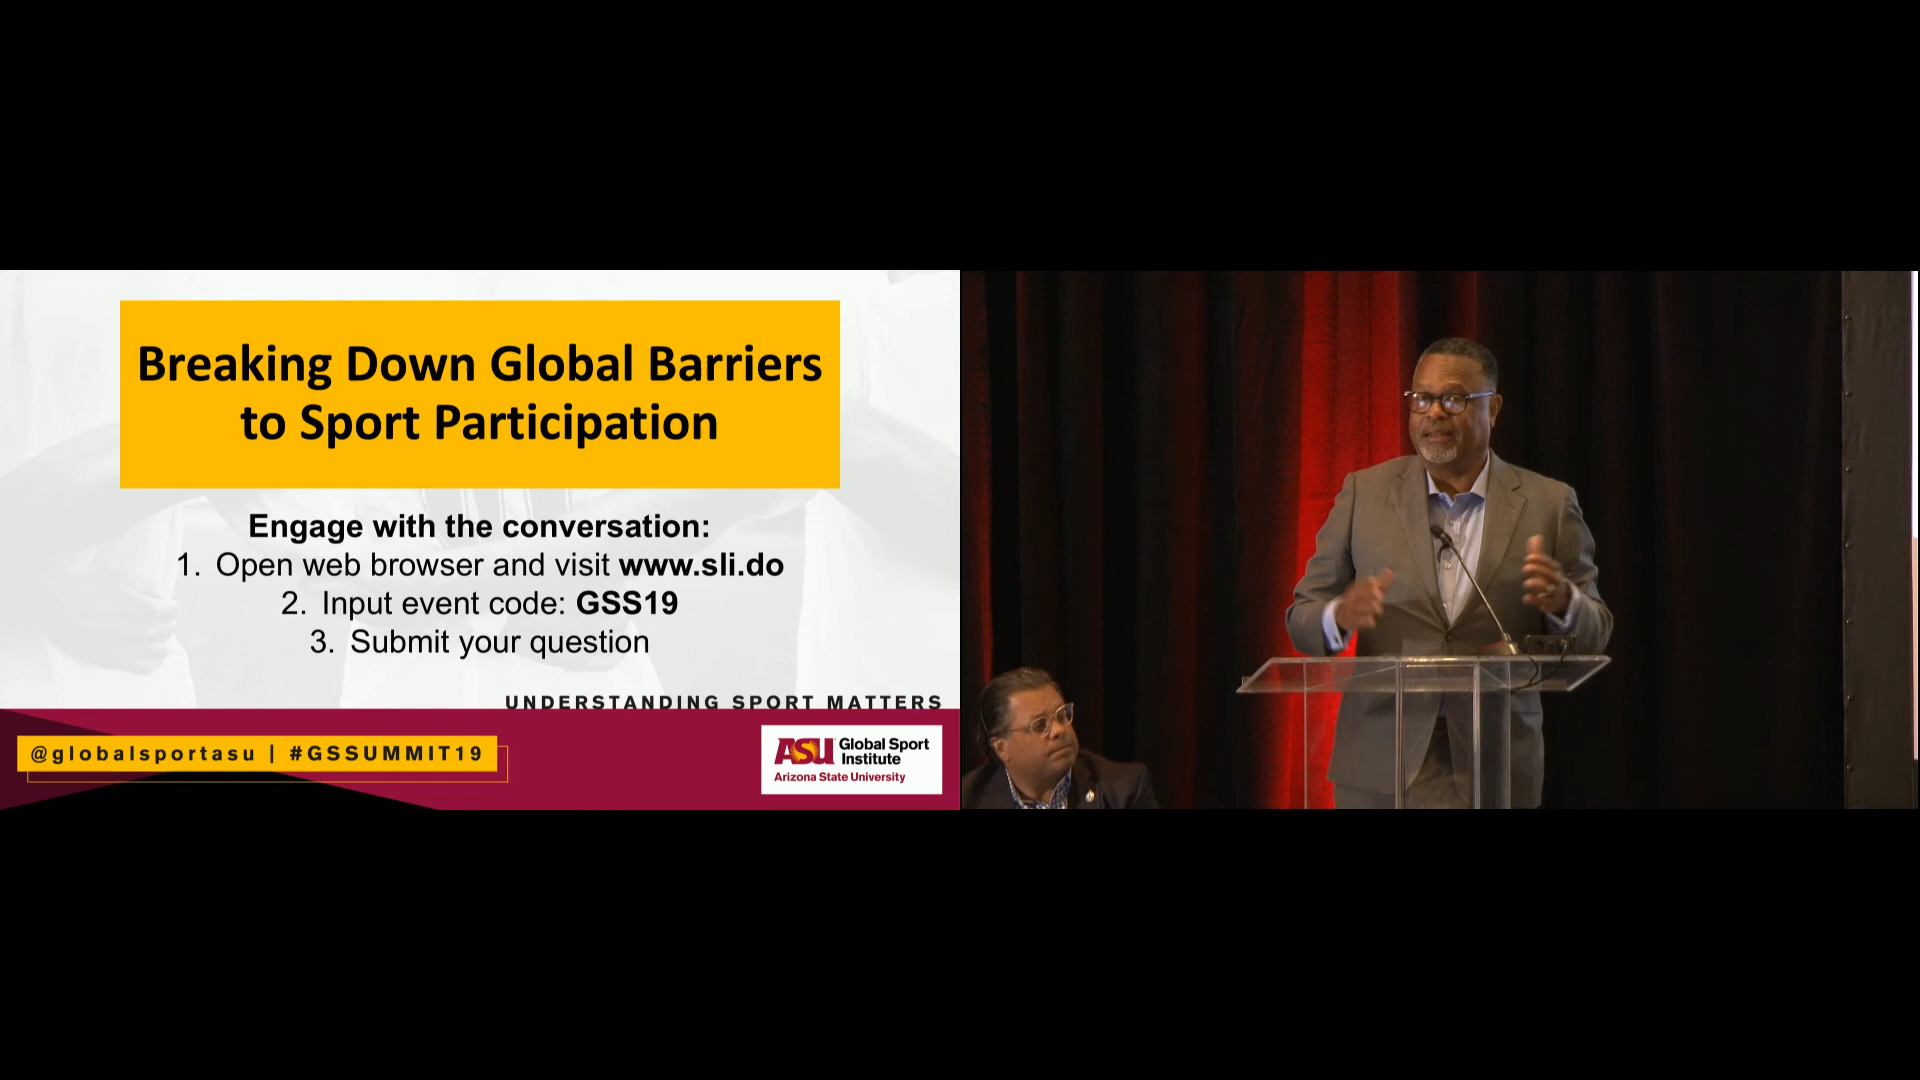 Breaking Down Global Barriers
to Sport Participation
Engage with the conversation:
1. Open web browser and visit www.sli.do
2. Input event code: GSS19
3. Submit your question
UNDERSTANDING SPORT MATTERS
@globalsportasu | #GSSUMMIT19
ASU Global Sport
Institute
Arizona State University